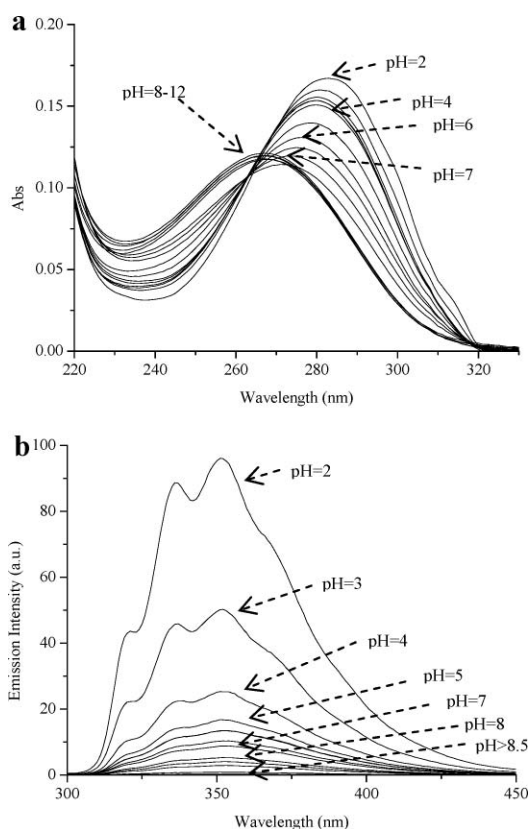 a
pH=2
pH=8-12
pH=4
pH=6
pH=7
0.20
0.15
0.10
0.05
0.00
Abs
220 240 260 280 300 320
Wavelength (nm)
b
pH=2
pH=3
pH=4
pH=5
pH=7
pH=8
pH>8.5
100
80
60
40
20
0
Emission Intensity (a.u.)
300 350 400 450
Wavelength (nm)